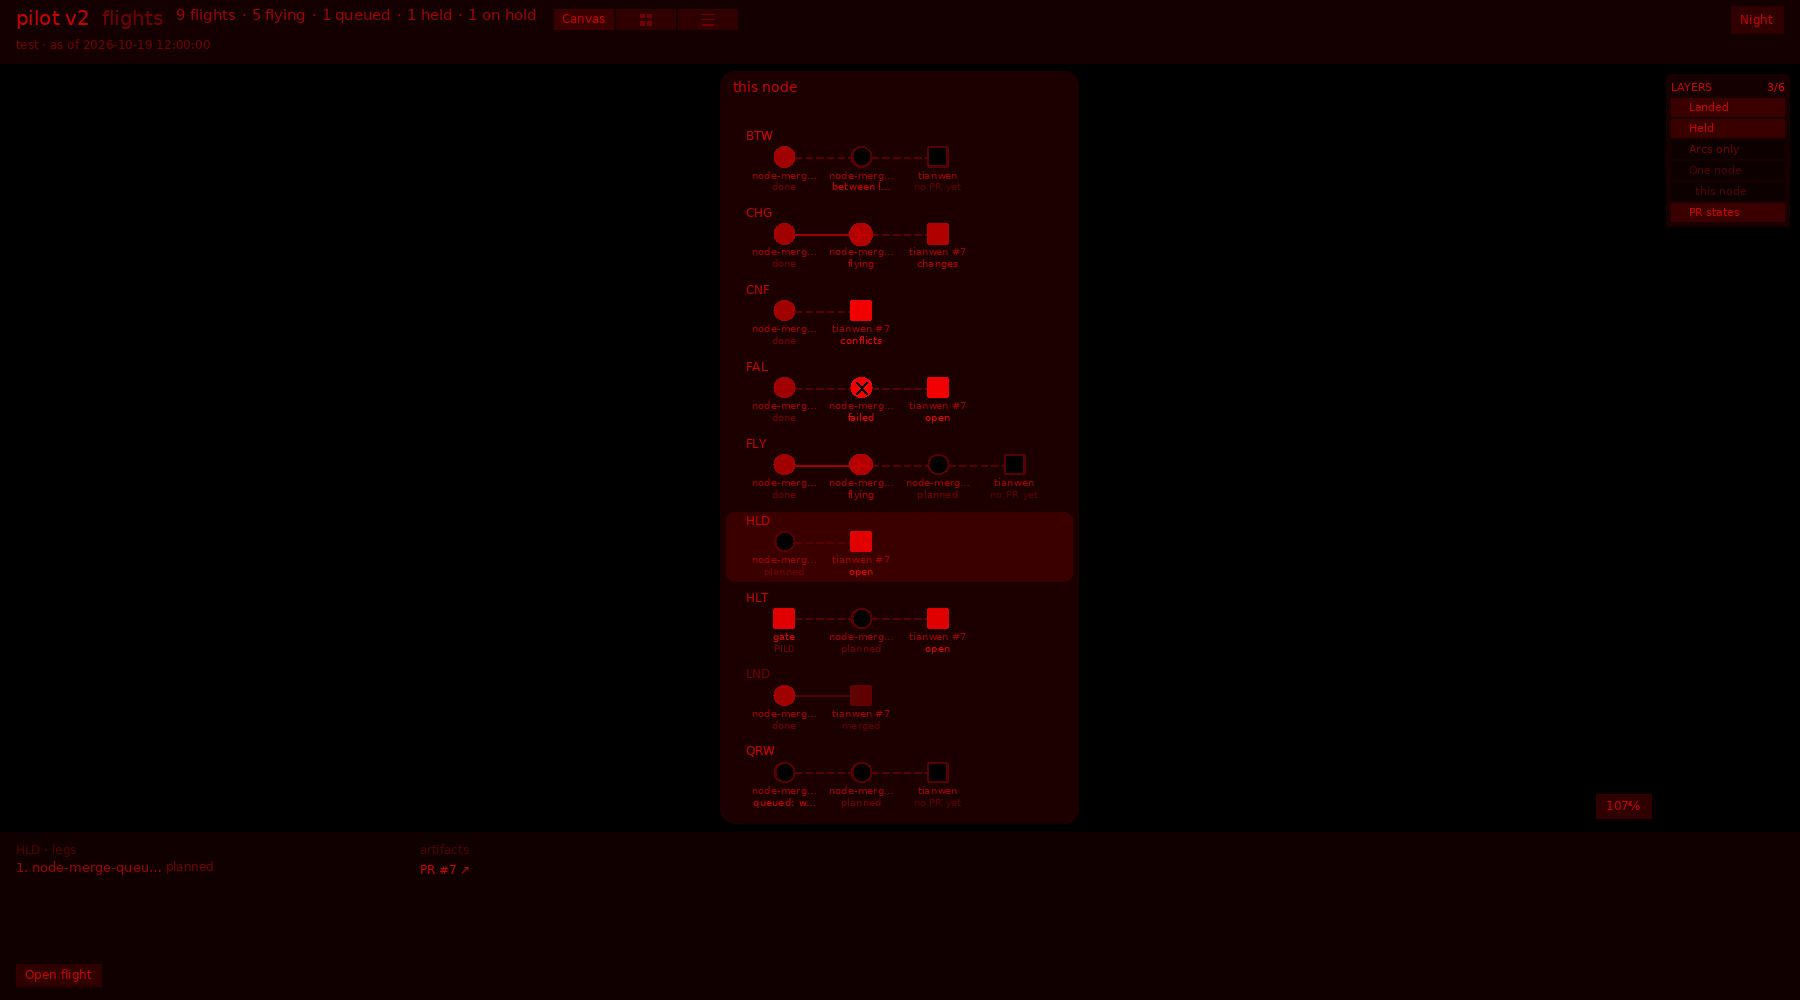 pilot v2 flights 9 flights · 5 flying · 1 queued · 1 held · 1 on hold Canvas Night
test · as of 2026-10-19 12:00:00
this node
LAYERS 3/6
Landed
Held
Arcs only
One node
this node
PR states
BTW
node-merg... node-merg... tianwen
done between l... no PR yet
CHG
node-merg... node-merg... tianwen #7
done flying changes
CNF
node-merg... tianwen #7
done conflicts
FAL
node-merg... node-merg... tianwen #7
done failed open
FLY
node-merg... node-merg... node-merg... tianwen
done flying planned no PR yet
HLD
node-merg... tianwen #7
planned open
HLT
gate node-merg... tianwen #7
PIL0 planned open
LND
node-merg... tianwen #7
done merged
QRW
node-merg... node-merg... tianwen
queued: w... planned no PR yet
107%
HLD · legs artifacts
1. node-merge-queu... planned PR #7 ↗
Open flight